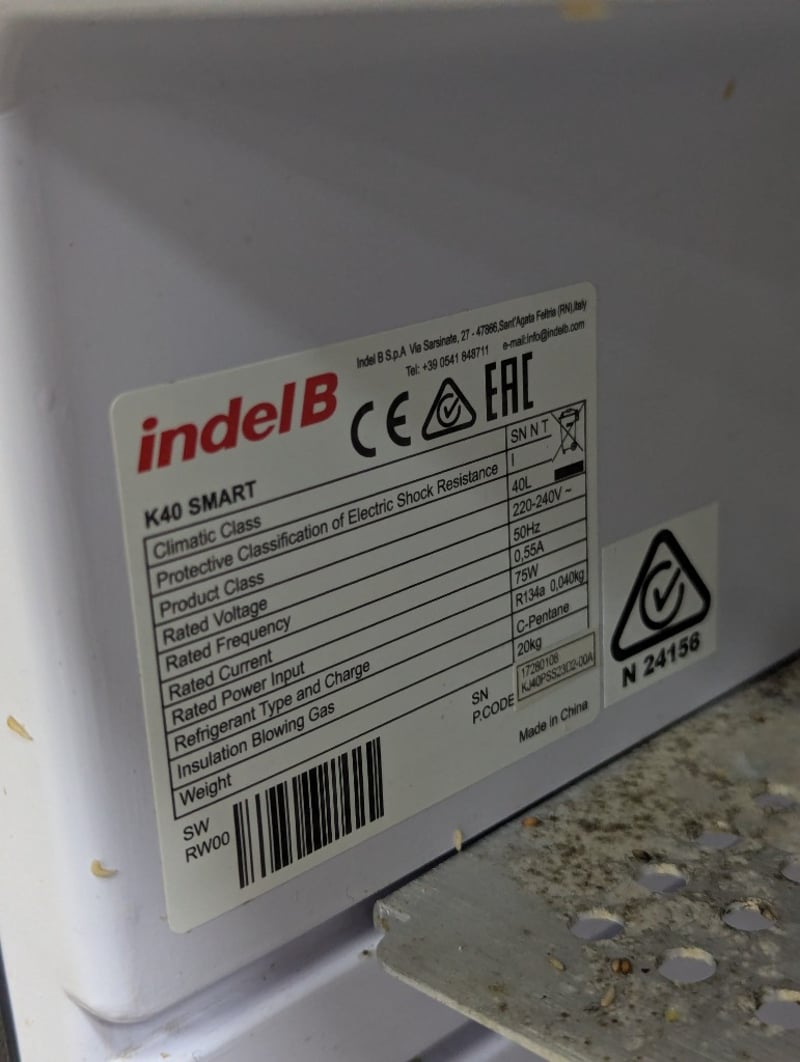 Indel B S.p.A Via Sarsinate, 27 - 47866,Sant'Agata Feltria (RN),Italy
Tel: +39 0541 848711 e-mail:info@indelb.com
indel B
CE EAC
K40 SMART
Climatic Class SN N T
Protective Classification of Electric Shock Resistance I
Product Class 40L
Rated Voltage 220-240V ~
Rated Frequency 50Hz
Rated Current 0,55A
Rated Power Input 75W
Refrigerant Type and Charge R134a 0,040kg
Insulation Blowing Gas C-Pentane
Weight 20kg
SN 17280108
P.CODE KJ40PSS23D2-00A
Made in China
SW
RW00
N 24156